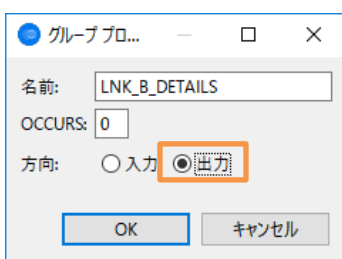 グループ プロ...
名前: LNK_B_DETAILS
OCCURS: 0
方向: 入力 出力
OK キャンセル